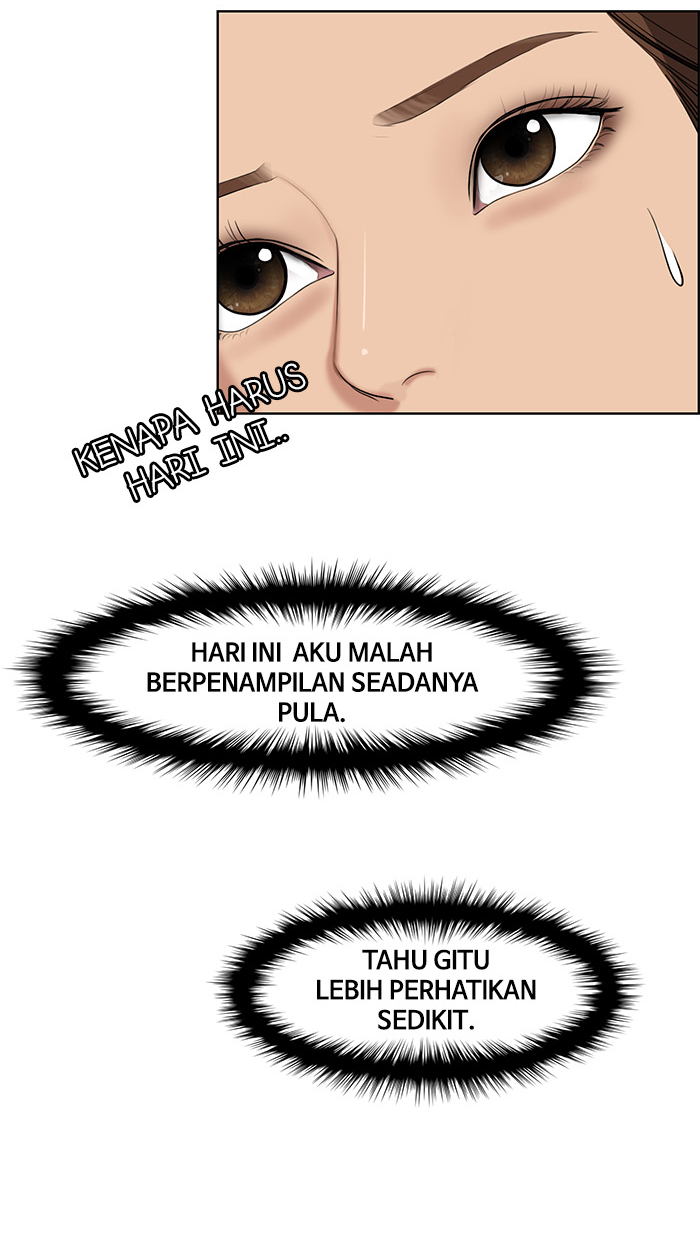 KENAPA HARUS
HARI INI..
HARI INI AKU MALAH
BERPENAMPILAN SEADANYA
PULA.
TAHU GITU
LEBIH PERHATIKAN
SEDIKIT.